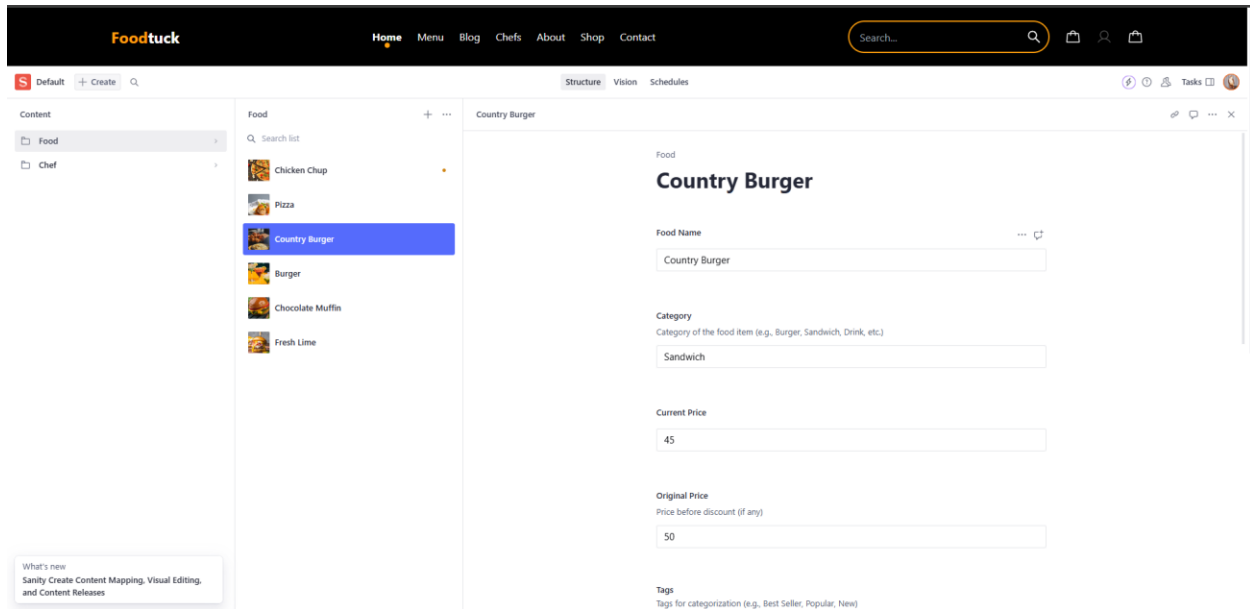 Foodtuck
Home Menu Blog Chefs About Shop Contact
Search...
S Default + Create
Structure Vision Schedules
Tasks
Content
Food
Chef
What's new
Sanity Create Content Mapping, Visual Editing,
and Content Releases
Food
Search list
Chicken Chup
Pizza
Country Burger
Burger
Chocolate Muffin
Fresh Lime
Country Burger
Food
Country Burger
Food Name
Country Burger
Category
Category of the food item (e.g., Burger, Sandwich, Drink, etc.)
Sandwich
Current Price
45
Original Price
Price before discount (if any)
50
Tags
Tags for categorization (e.g., Best Seller, Popular, New)